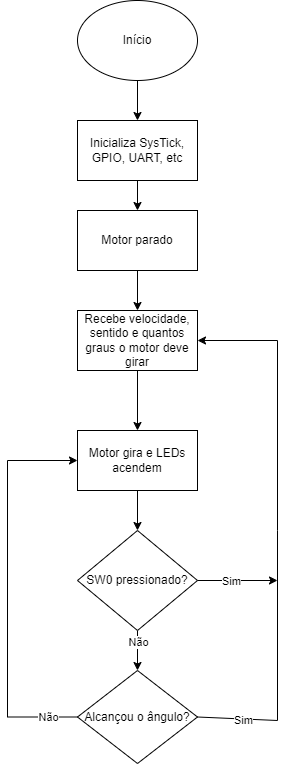 Início
Inicializa SysTick,
GPIO, UART, etc
Motor parado
Recebe velocidade,
sentido e quantos
graus o motor deve
girar
Motor gira e LEDs
acendem
SW0 pressionado?
Sim
Não
Alcançou o ângulo?
Não
Sim